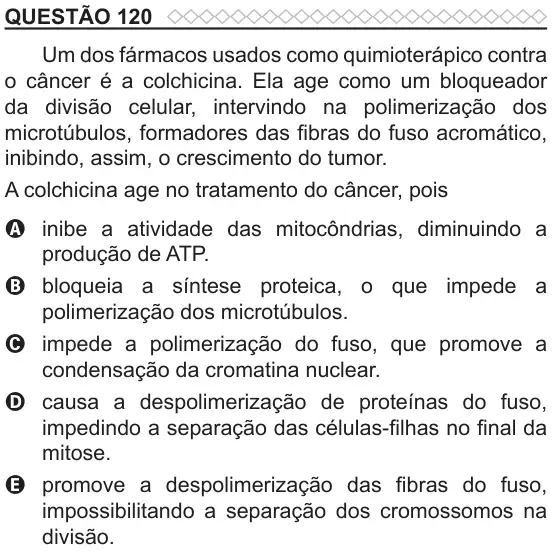 QUESTÃO 120
Um dos fármacos usados como quimioterápico contra
o câncer é a colchicina. Ela age como um bloqueador
da divisão celular, intervindo na polimerização dos
microtúbulos, formadores das fibras do fuso acromático,
inibindo, assim, o crescimento do tumor.
A colchicina age no tratamento do câncer, pois
A inibe a atividade das mitocôndrias, diminuindo a
produção de ATP.
B bloqueia a síntese proteica, o que impede a
polimerização dos microtúbulos.
C impede a polimerização do fuso, que promove a
condensação da cromatina nuclear.
D causa a despolimerização de proteínas do fuso,
impedindo a separação das células-filhas no final da
mitose.
E promove a despolimerização das fibras do fuso,
impossibilitando a separação dos cromossomos na
divisão.